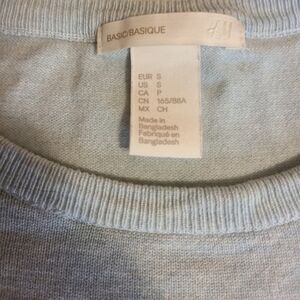 BASIC/BASIQUE
H&M
EUR S
US S
CA P
CN 165/88A
MX CH
Made in
Bangladesh
Fabriqué en
Bangladesh